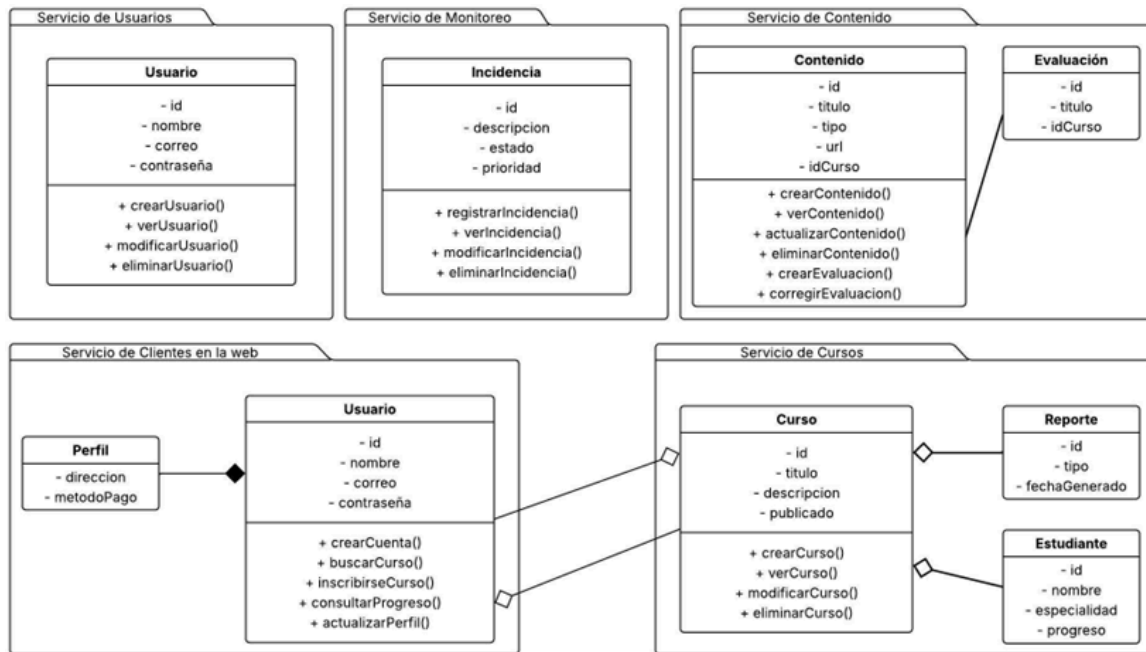 Servicio de Usuarios
Usuario
- id
- nombre
- correo
- contraseña
+ crearUsuario()
+ verUsuario()
+ modificarUsuario()
+ eliminarUsuario()
Servicio de Monitoreo
Incidencia
- id
- descripcion
- estado
- prioridad
+ registrarIncidencia()
+ verIncidencia()
+ modificarIncidencia()
+ eliminarIncidencia()
Servicio de Contenido
Contenido
- id
- titulo
- tipo
- url
- idCurso
+ crearContenido()
+ verContenido()
+ actualizarContenido()
+ eliminarContenido()
+ crearEvaluacion()
+ corregirEvaluacion()
Evaluación
- id
- titulo
- idCurso
Servicio de Clientes en la web
Perfil
- direccion
- metodoPago
Usuario
- id
- nombre
- correo
- contraseña
+ crearCuenta()
+ buscarCurso()
+ inscribirseCurso()
+ consultarProgreso()
+ actualizarPerfil()
Servicio de Cursos
Curso
- id
- titulo
- descripcion
- publicado
+ crearCurso()
+ verCurso()
+ modificarCurso()
+ eliminarCurso()
Reporte
- id
- tipo
- fechaGenerado
Estudiante
- id
- nombre
- especialidad
- progreso